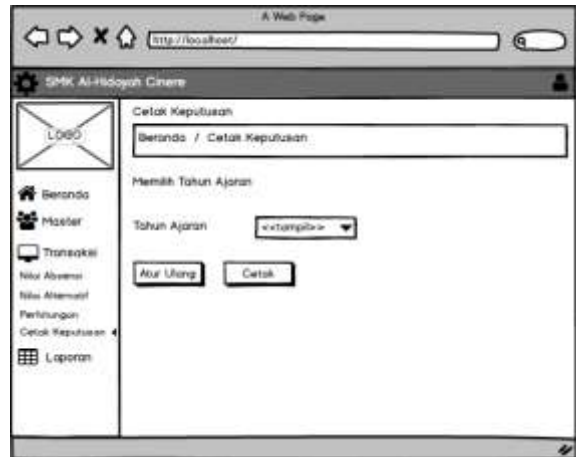 A Web Page
http://localhost/
SMK Al-Hidayah Cinere
LOGO
Cetak Keputusan
Beranda / Cetak Keputusan
Memilih Tahun Ajaran
Tahun Ajaran
<<tampil>>
Atur Ulang
Cetak
Beranda
Master
Transaksi
Nilai Absensi
Nilai Alternatif
Perhitungan
Cetak Keputusan
Laporan